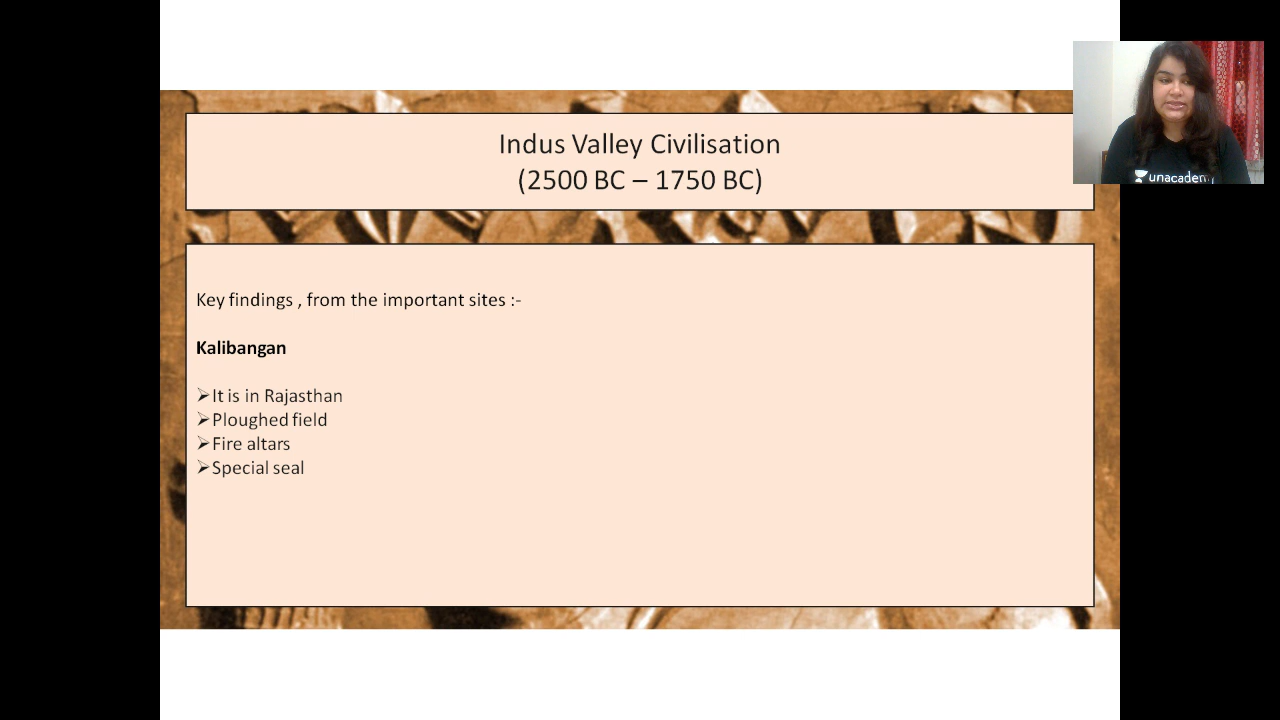 Indus Valley Civilisation
(2500 BC – 1750 BC)
unacademy
Key findings , from the important sites :-
Kalibangan
➢It is in Rajasthan
➢Ploughed field
➢Fire altars
➢Special seal